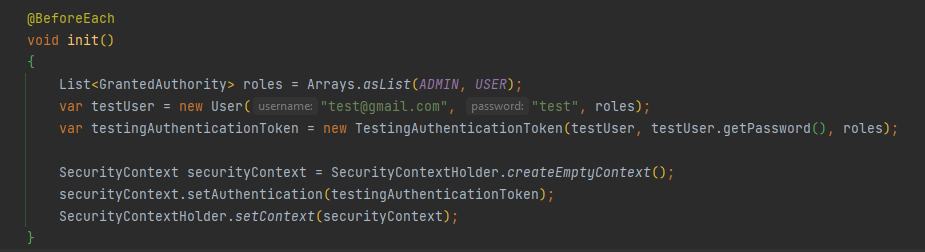 @BeforeEach
void init()
{
List<GrantedAuthority> roles = Arrays.asList(ADMIN, USER);
var testUser = new User( username: "test@gmail.com", password: "test", roles);
var testingAuthenticationToken = new TestingAuthenticationToken(testUser, testUser.getPassword(), roles);
SecurityContext securityContext = SecurityContextHolder.createEmptyContext();
securityContext.setAuthentication(testingAuthenticationToken);
SecurityContextHolder.setContext(securityContext);
}